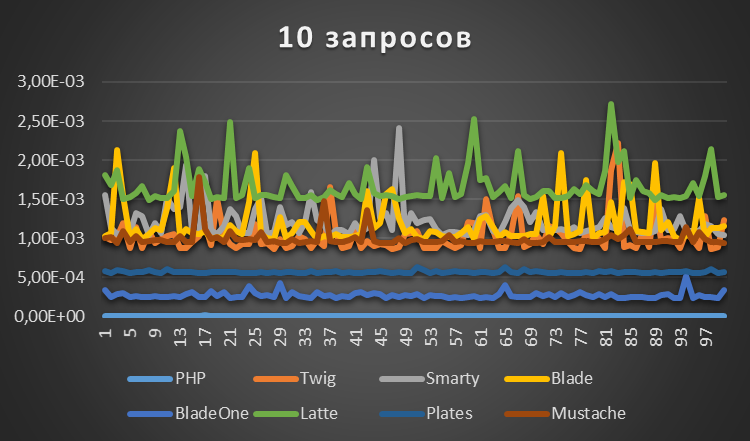 10 запросов
3,00E-03
2,50E-03
2,00E-03
1,50E-03
1,00E-03
5,00E-04
0,00E+00
1 5 9 13 17 21 25 29 33 37 41 45 49 53 57 61 65 69 73 77 81 85 89 93 97
PHP Twig Smarty Blade
BladeOne Latte Plates Mustache